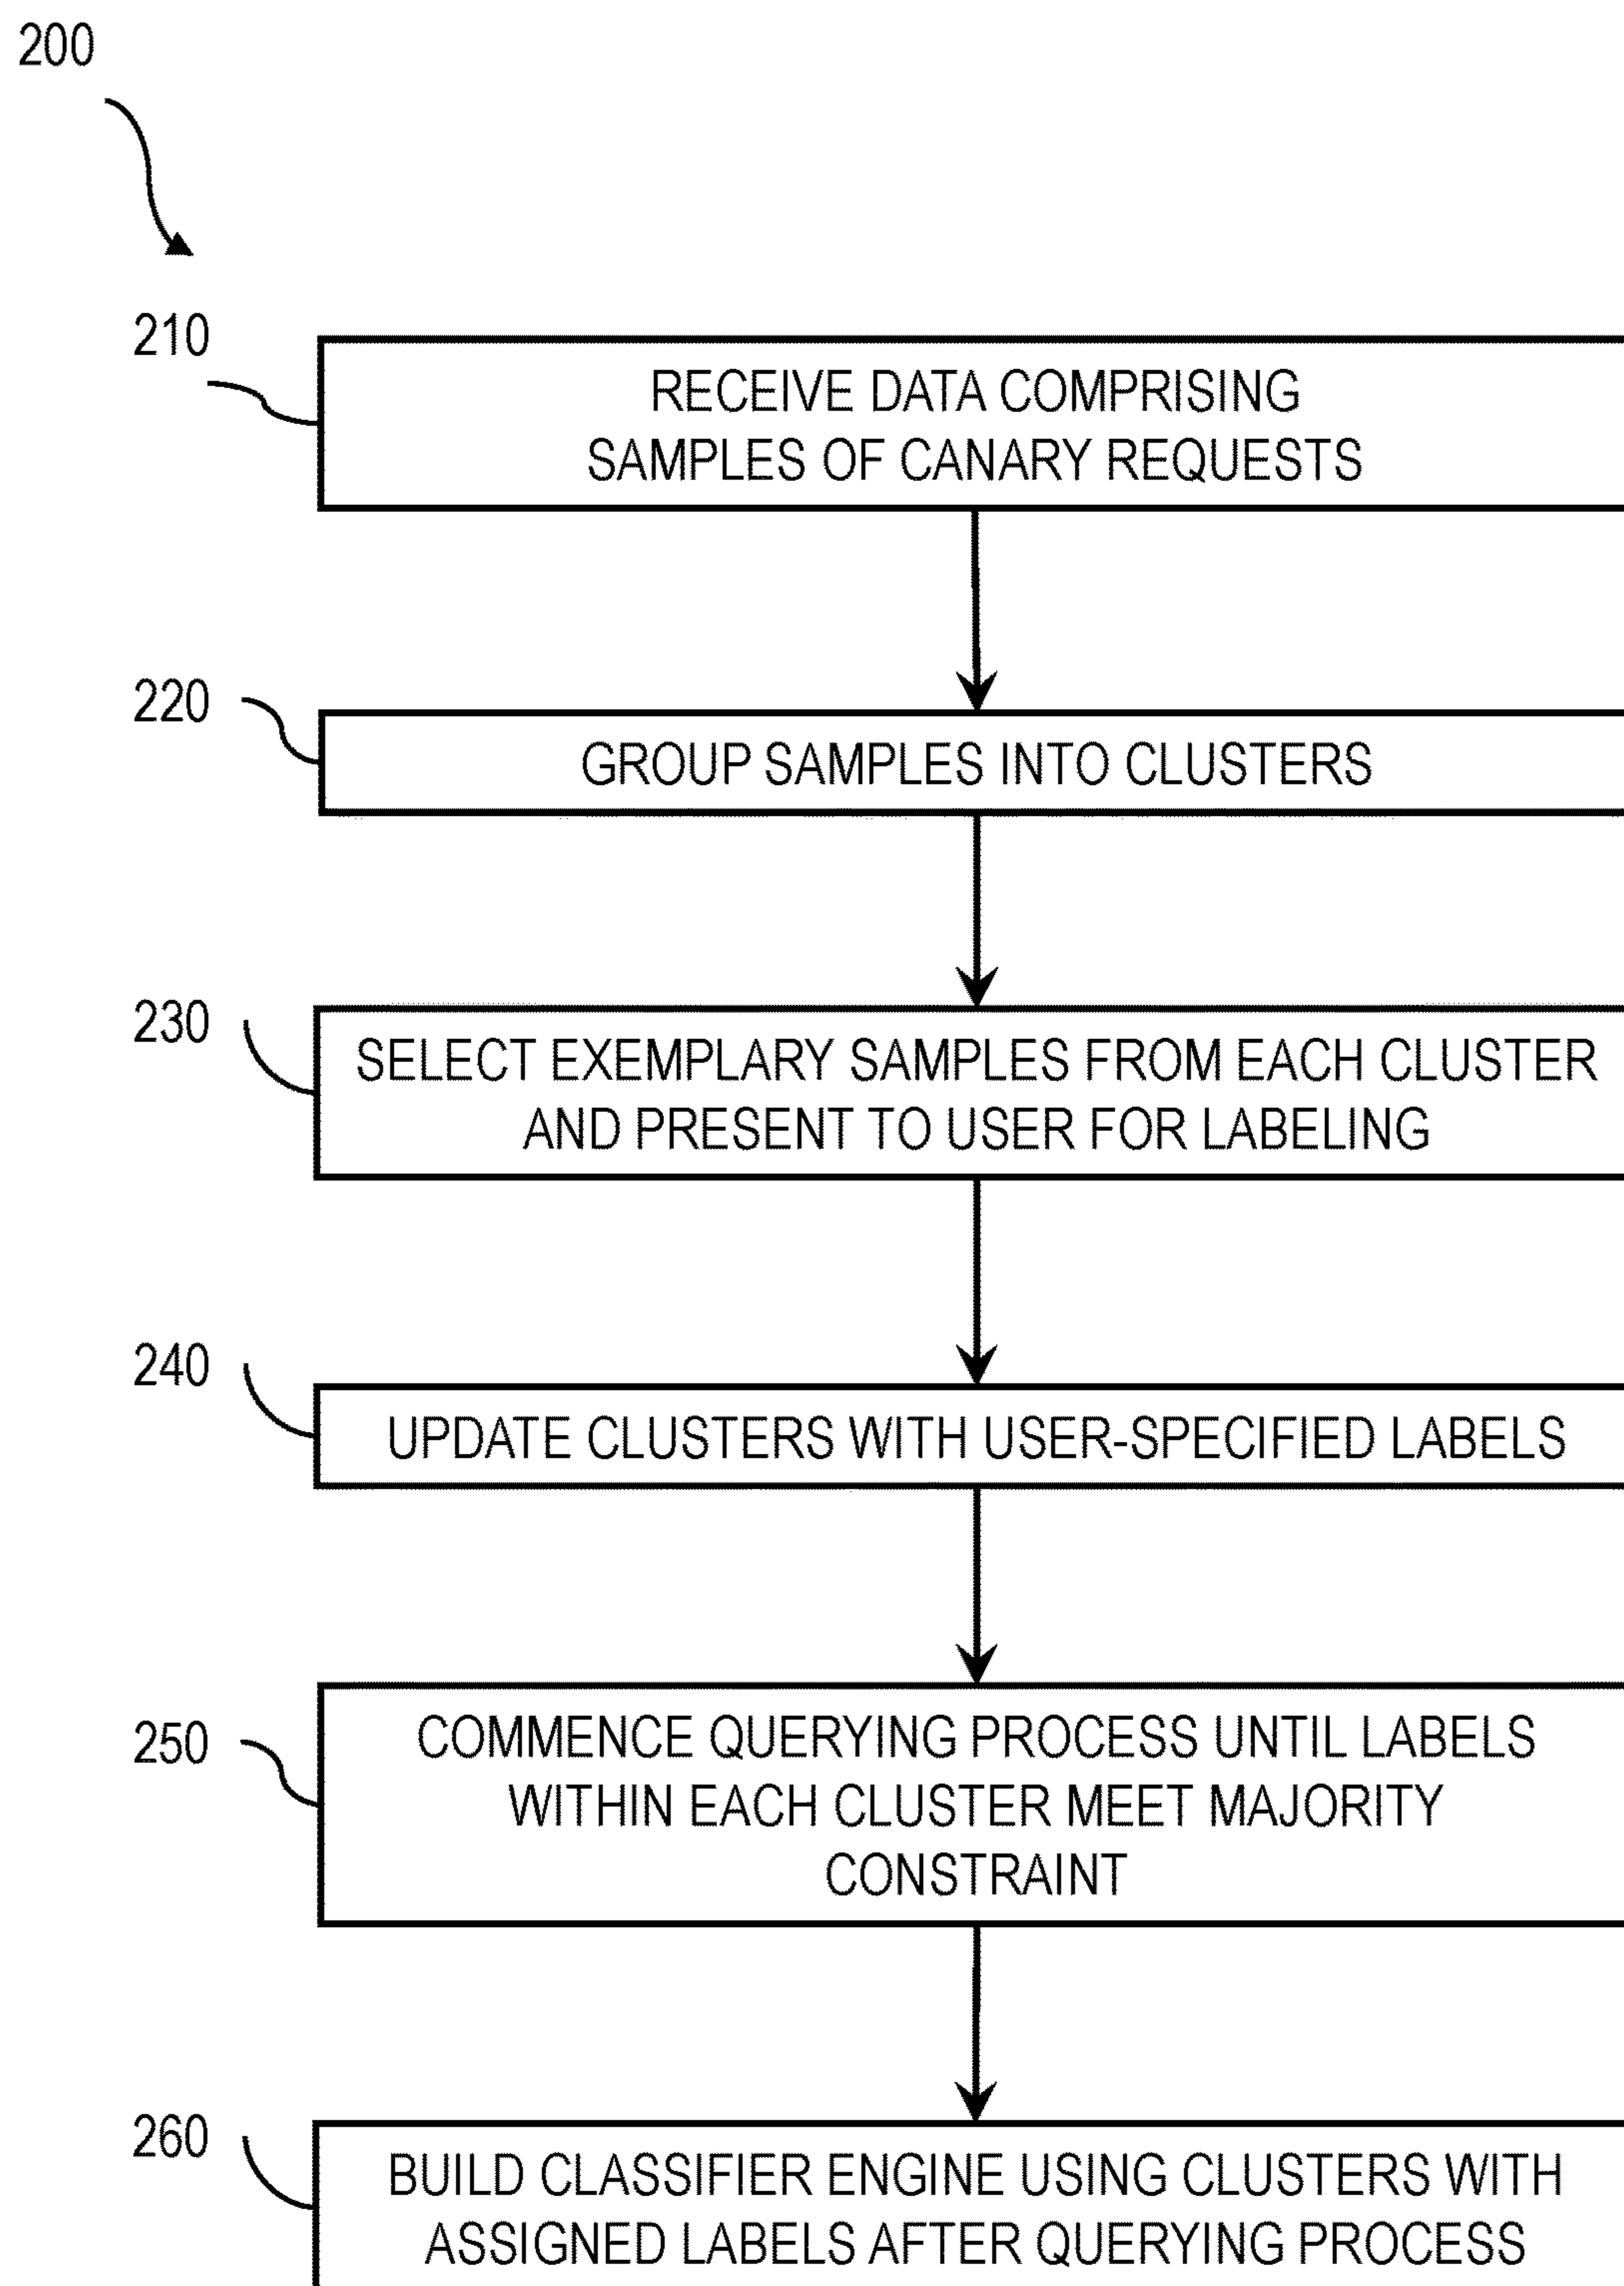 200
210
RECEIVE DATA COMPRISING
SAMPLES OF CANARY REQUESTS
220
GROUP SAMPLES INTO CLUSTERS
230
SELECT EXEMPLARY SAMPLES FROM EACH CLUSTER
AND PRESENT TO USER FOR LABELING
240
UPDATE CLUSTERS WITH USER-SPECIFIED LABELS
250
COMMENCE QUERYING PROCESS UNTIL LABELS
WITHIN EACH CLUSTER MEET MAJORITY
CONSTRAINT
260
BUILD CLASSIFIER ENGINE USING CLUSTERS WITH
ASSIGNED LABELS AFTER QUERYING PROCESS